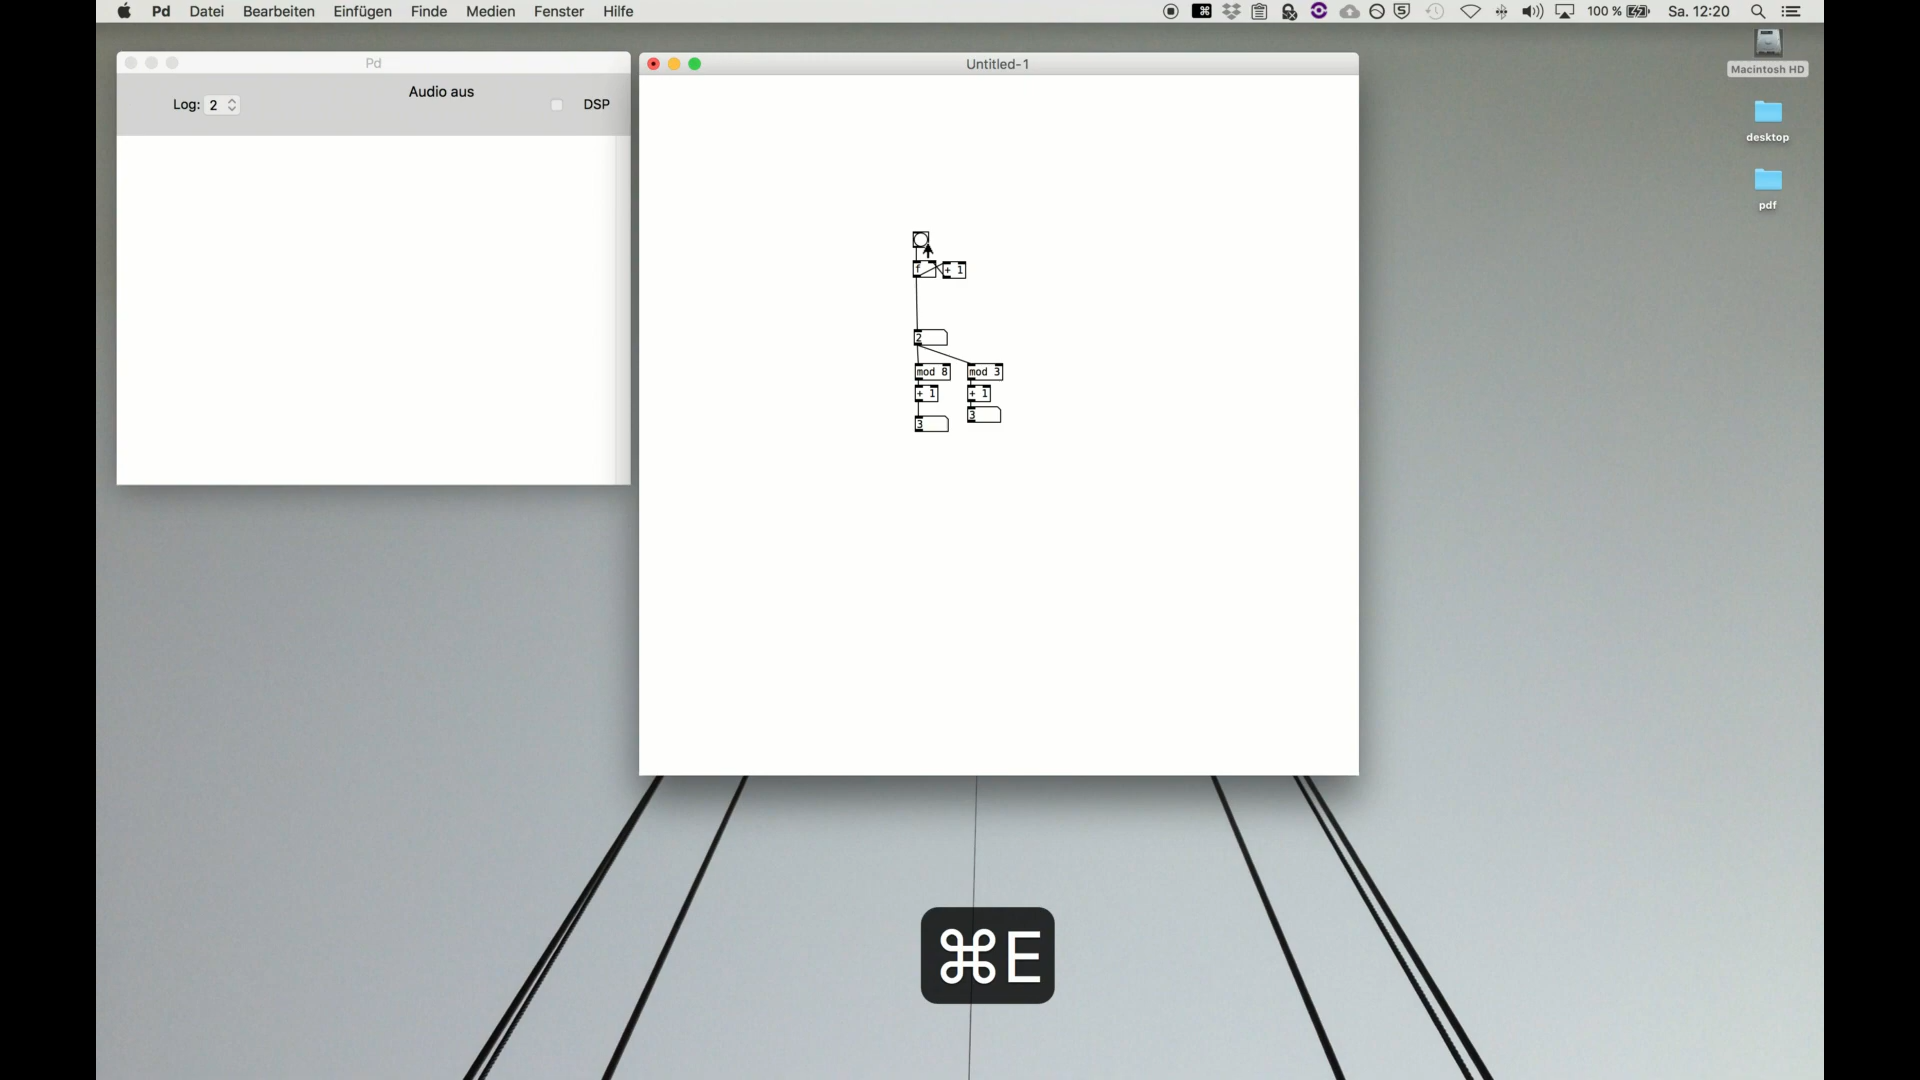 Pd Datei Bearbeiten Einfügen Finde Medien Fenster Hilfe 100 % Sa. 12:20
Pd
Log: 2
Audio aus
DSP
Untitled-1
f
+ 1
2
mod 8
mod 3
+ 1
+ 1
3
3
Macintosh HD
desktop
pdf
⌘E